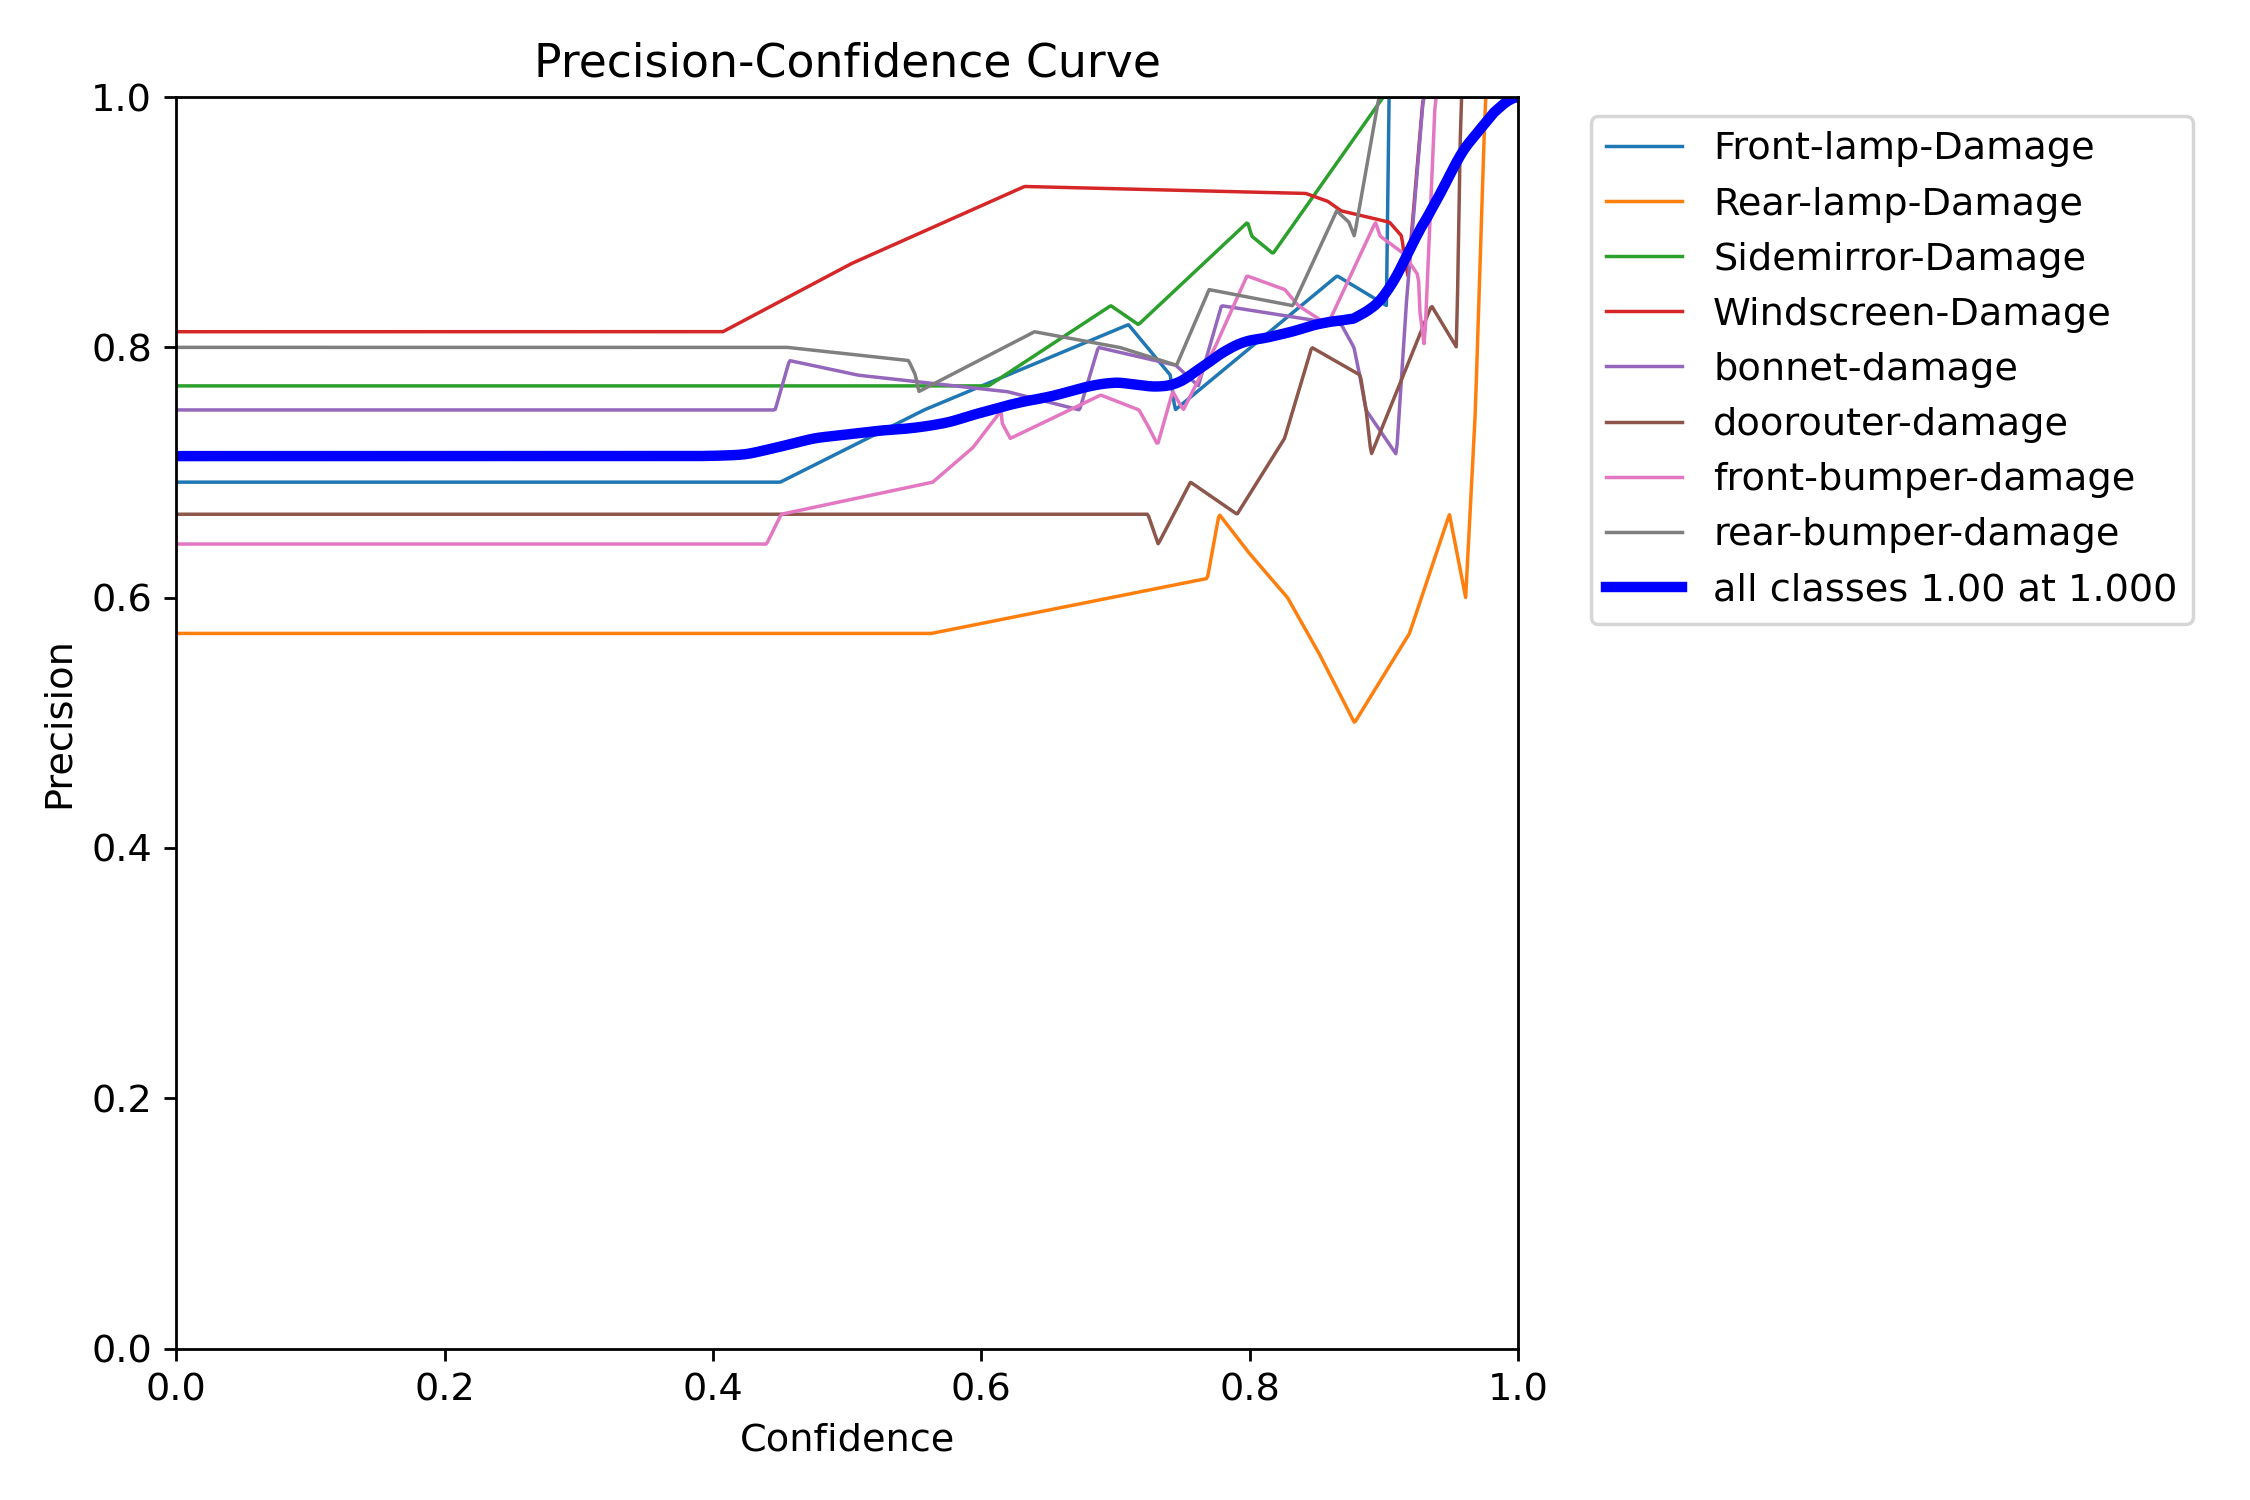 Precision-Confidence Curve
1.0
0.8
0.6
0.4
0.2
0.0
Precision
0.0 0.2 0.4 0.6 0.8 1.0
Confidence
Front-lamp-Damage
Rear-lamp-Damage
Sidemirror-Damage
Windscreen-Damage
bonnet-damage
doorouter-damage
front-bumper-damage
rear-bumper-damage
all classes 1.00 at 1.000